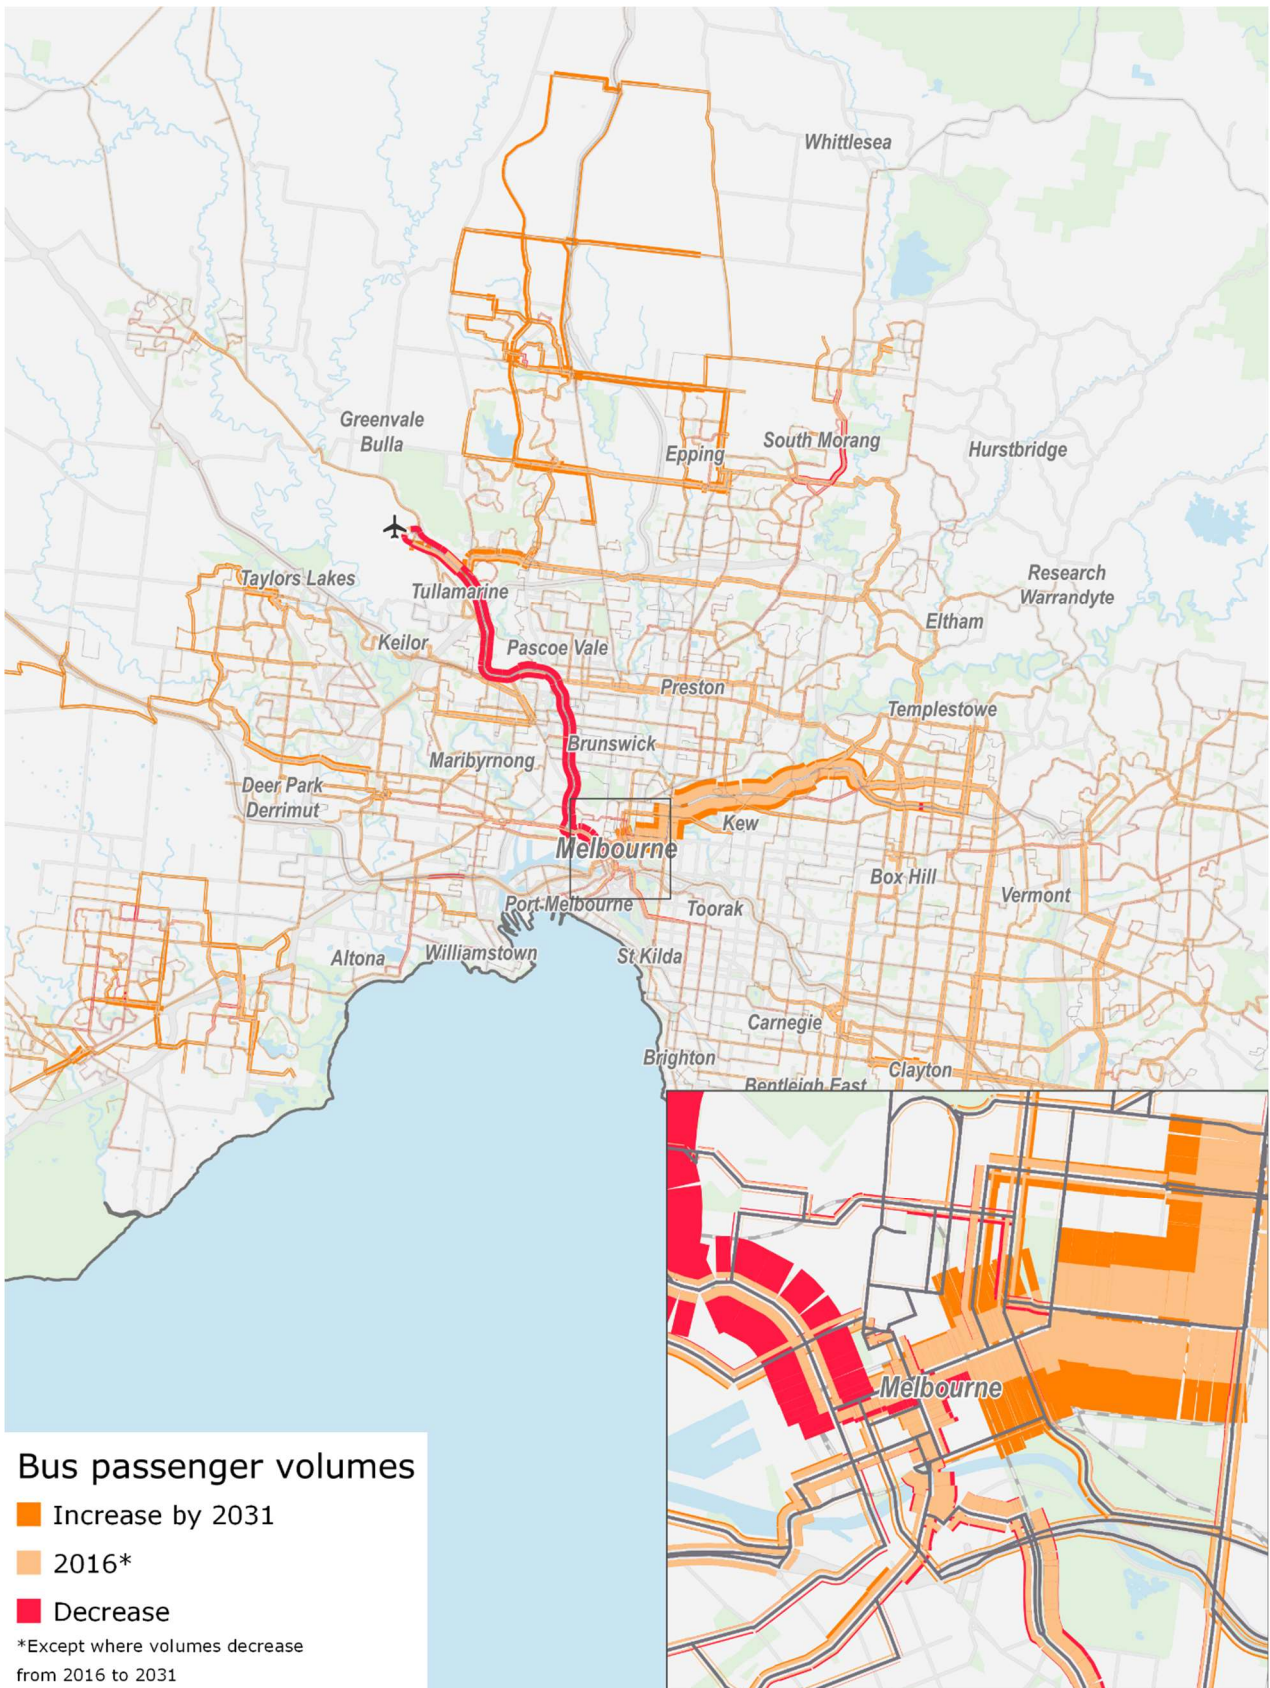 Whittlesea
Greenvale
Bulla
South Morang
Epping
Hurstbridge
Taylors Lakes
Tullamarine
Research
Warrandyte
Eltham
Keilor
Pascoe Vale
Preston
Templestowe
Brunswick
Maribyrnong
Deer Park
Derrimut
Kew
Melbourne
Box Hill
Vermont
Port Melbourne
Toorak
Altona
Williamstown
St Kilda
Carnegie
Brighton
Clayton
Bentleigh East
Melbourne
Bus passenger volumes
Increase by 2031
2016*
Decrease
*Except where volumes decrease
from 2016 to 2031